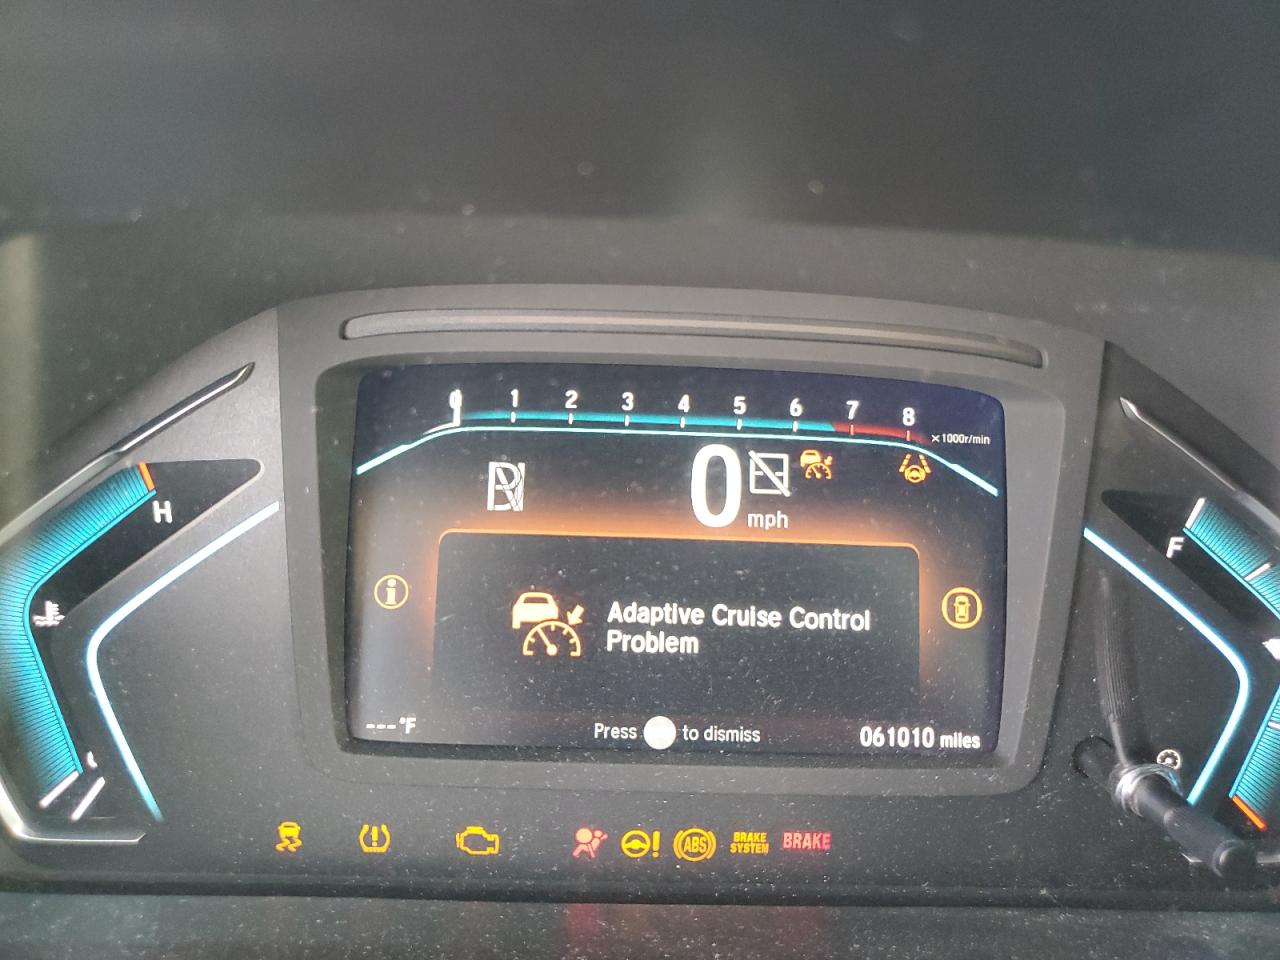 0 1 2 3 4 5 6 7 8
×1000r/min
0
mph
H
F
i
Adaptive Cruise Control
Problem
---°F
Press to dismiss
061010 miles
! ! ABS BRAKE SYSTEM BRAKE